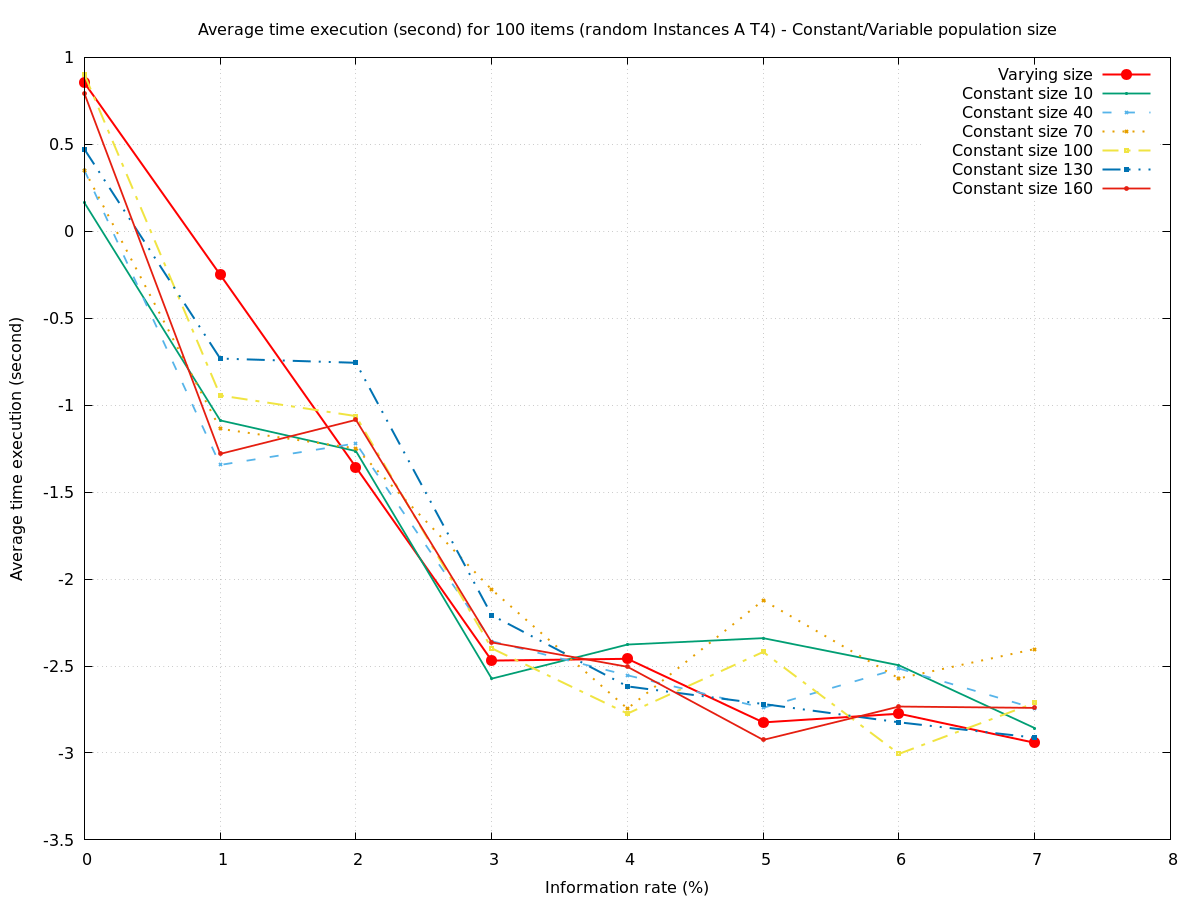 Average time execution (second) for 100 items (random Instances A T4) - Constant/Variable population size
Average time execution (second)
1
0.5
0
-0.5
-1
-1.5
-2
-2.5
-3
-3.5
Varying size
Constant size 10
Constant size 40
Constant size 70
Constant size 100
Constant size 130
Constant size 160
0 1 2 3 4 5 6 7 8
Information rate (%)